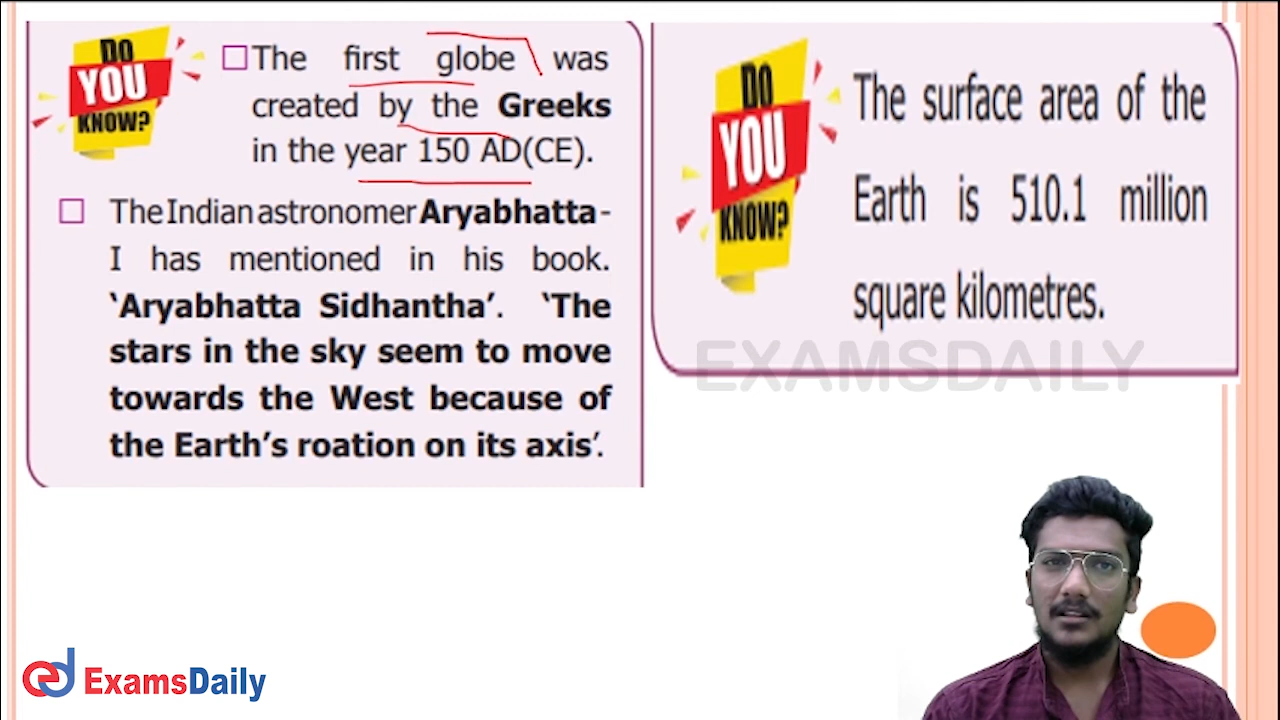 DO
YOU
KNOW?
The first globe was
created by the Greeks
in the year 150 AD(CE).
The Indian astronomer Aryabhatta -
I has mentioned in his book.
‘Aryabhatta Sidhantha’. ‘The
stars in the sky seem to move
towards the West because of
the Earth’s roation on its axis’.
DO
YOU
KNOW?
The surface area of the
Earth is 510.1 million
square kilometres.
EXAMSDAILY
ed ExamsDaily